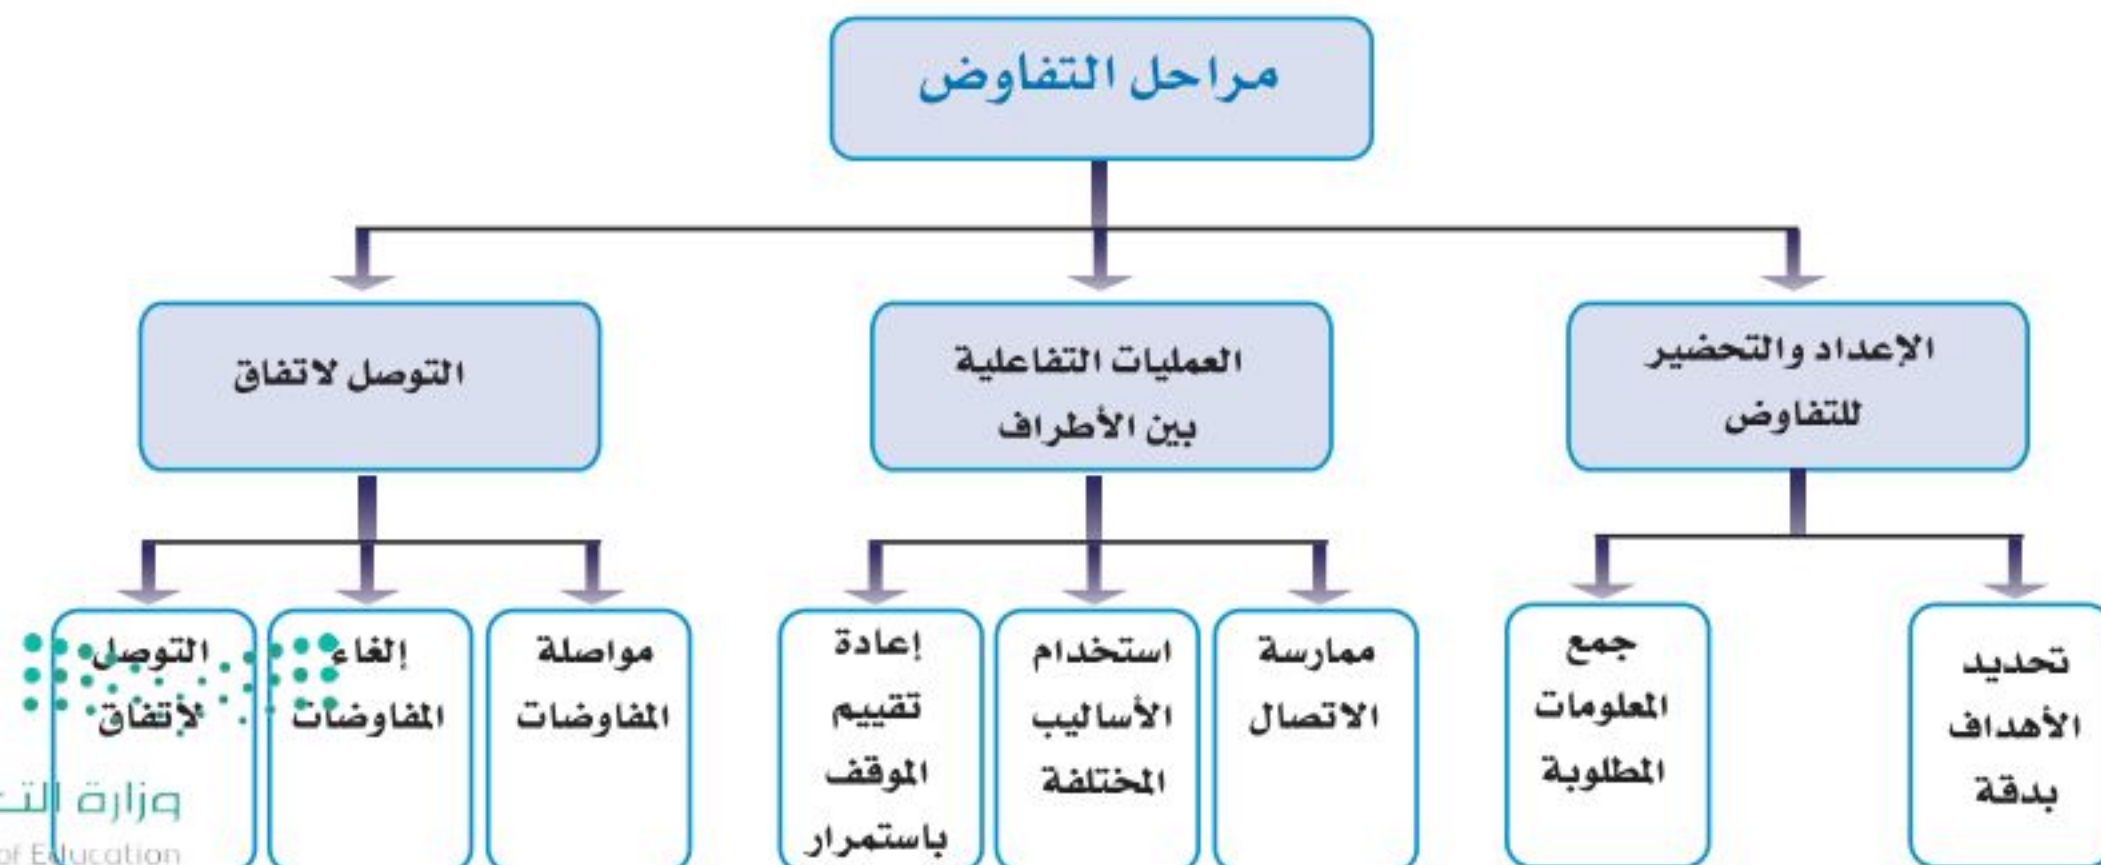 مراحل التفاوض
الإعداد والتحضير
للتفاوض
العمليات التفاعلية
بين الأطراف
التوصل لاتفاق
تحديد
الأهداف
بدقة
جمع
المعلومات
المطلوبة
ممارسة
الاتصال
استخدام
الأساليب
المختلفة
إعادة
تقييم
الموقف
باستمرار
مواصلة
المفاوضات
إلغاء
المفاوضات
التوصل
لاتفاق
وزارة
of Education